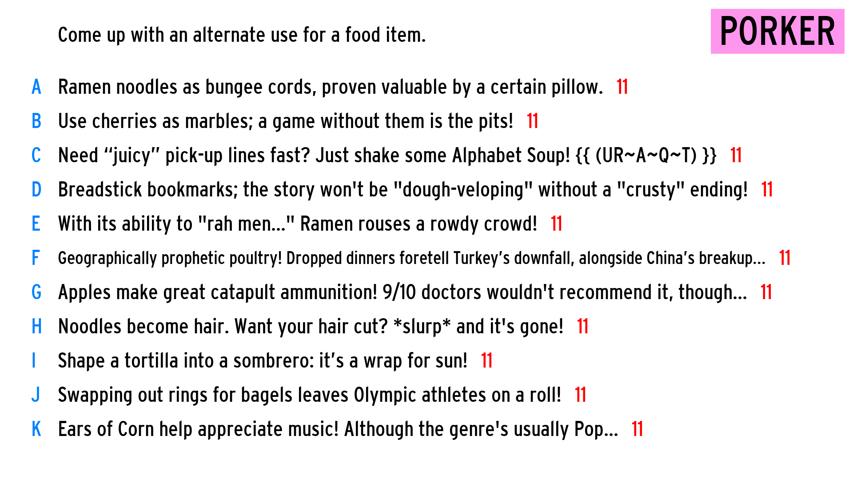 Come up with an alternate use for a food item.
PORKER
A Ramen noodles as bungee cords, proven valuable by a certain pillow. 11
B Use cherries as marbles; a game without them is the pits! 11
C Need “juicy” pick-up lines fast? Just shake some Alphabet Soup! {{ (UR~A~Q~T) }} 11
D Breadstick bookmarks; the story won't be "dough-veloping" without a "crusty" ending! 11
E With its ability to "rah men..." Ramen rouses a rowdy crowd! 11
F Geographically prophetic poultry! Dropped dinners foretell Turkey’s downfall, alongside China’s breakup... 11
G Apples make great catapult ammunition! 9/10 doctors wouldn't recommend it, though... 11
H Noodles become hair. Want your hair cut? *slurp* and it's gone! 11
I Shape a tortilla into a sombrero: it’s a wrap for sun! 11
J Swapping out rings for bagels leaves Olympic athletes on a roll! 11
K Ears of Corn help appreciate music! Although the genre's usually Pop... 11